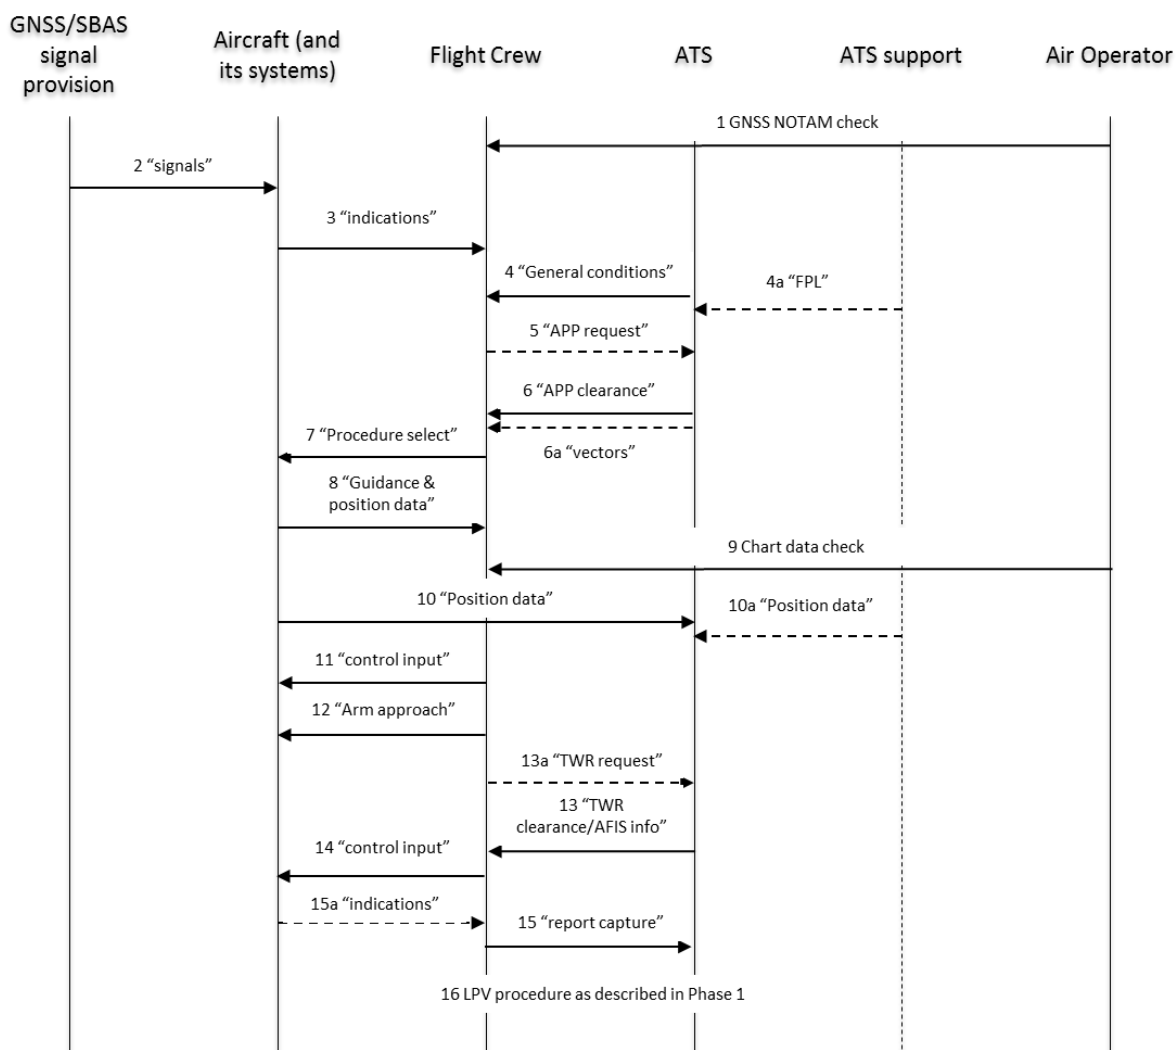 GNSS/SBAS
signal
provision
Aircraft (and
its systems)
Flight Crew
ATS
ATS support
Air Operator
1 GNSS NOTAM check
2 “signals”
3 “indications”
4 “General conditions”
4a “FPL”
5 “APP request”
6 “APP clearance”
7 “Procedure select”
6a “vectors”
8 “Guidance &
position data”
9 Chart data check
10 “Position data”
10a “Position data”
11 “control input”
12 “Arm approach”
13a “TWR request”
13 “TWR
clearance/AFIS info”
14 “control input”
15a “indications”
15 “report capture”
16 LPV procedure as described in Phase 1